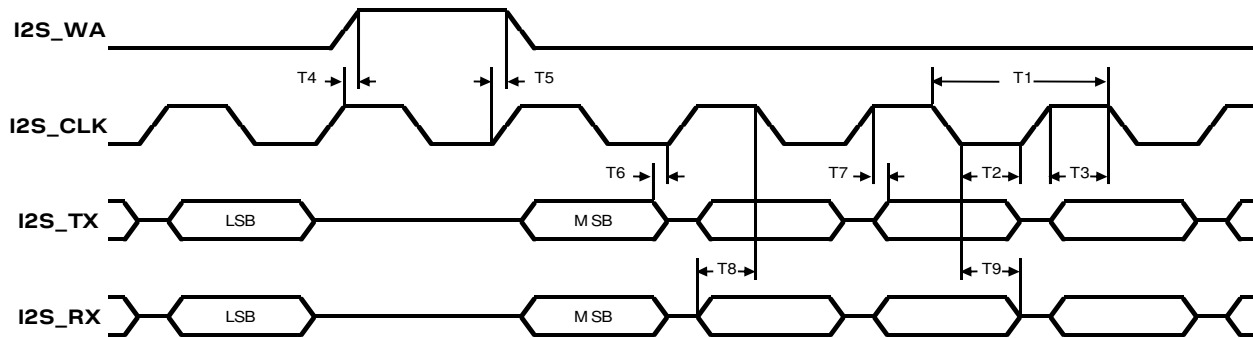 I2S_WA
T4
T5
T1
I2S_CLK
T6
T7
T2
T3
I2S_TX
LSB
MSB
T8
T9
I2S_RX
LSB
MSB